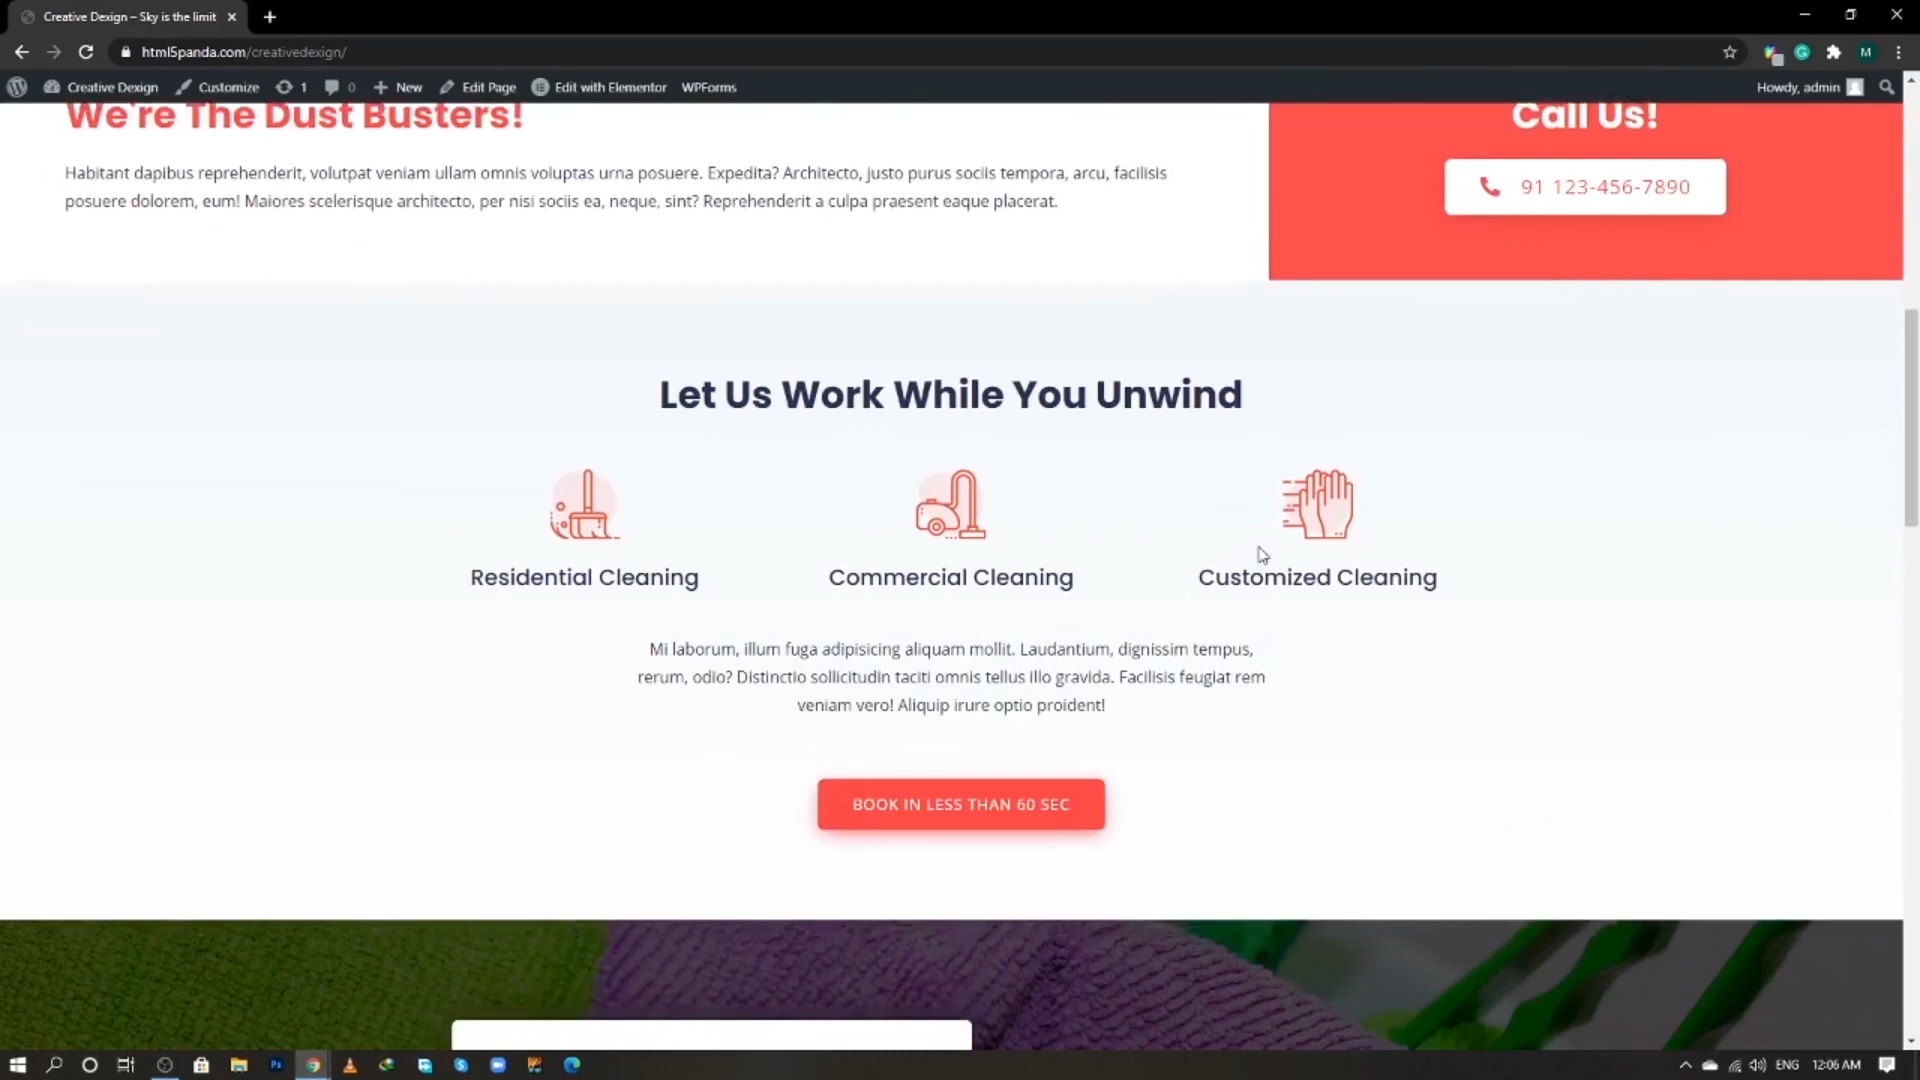 Creative Dexign – Sky is the limit
html5panda.com/creativedexign/
Creative Dexign Customize 1 0 New Edit Page Edit with Elementor WPForms Howdy, admin
We're The Dust Busters!
Habitant dapibus reprehenderit, volutpat veniam ullam omnis voluptas urna posuere. Expedita? Architecto, justo purus sociis tempora, arcu, facilisis
posuere dolorem, eum! Maiores scelerisque architecto, per nisi sociis ea, neque, sint? Reprehenderit a culpa praesent eaque placerat.
Call Us!
91 123-456-7890
Let Us Work While You Unwind
Residential Cleaning
Commercial Cleaning
Customized Cleaning
Mi laborum, illum fuga adipisicing aliquam mollit. Laudantium, dignissim tempus,
rerum, odio? Distinctio sollicitudin taciti omnis tellus illo gravida. Facilisis feugiat rem
veniam vero! Aliquip irure optio proident!
BOOK IN LESS THAN 60 SEC
ENG 12:06 AM